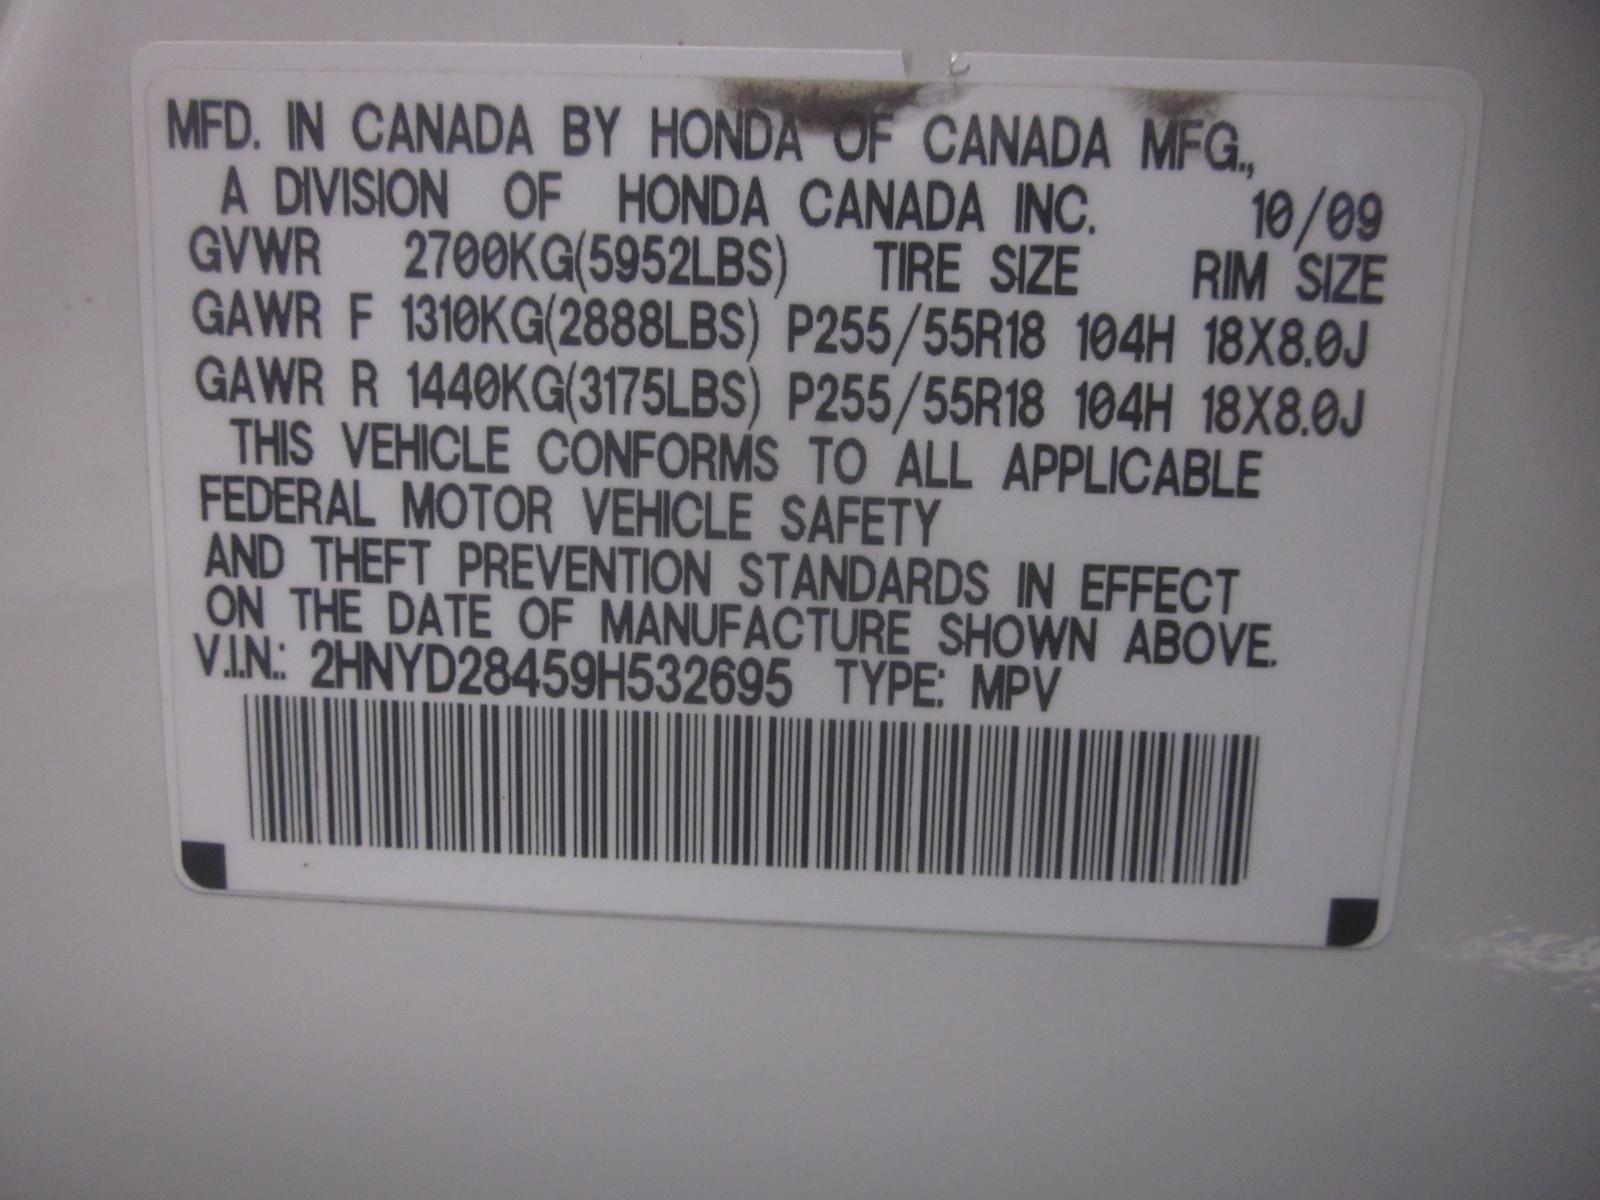 MFD. IN CANADA BY HONDA OF CANADA MFG.,
A DIVISION OF HONDA CANADA INC. 10/09
GVWR 2700KG(5952LBS) TIRE SIZE RIM SIZE
GAWR F 1310KG(2888LBS) P255/55R18 104H 18X8.0J
GAWR R 1440KG(3175LBS) P255/55R18 104H 18X8.0J
THIS VEHICLE CONFORMS TO ALL APPLICABLE
FEDERAL MOTOR VEHICLE SAFETY
AND THEFT PREVENTION STANDARDS IN EFFECT
ON THE DATE OF MANUFACTURE SHOWN ABOVE.
V.I.N.: 2HNYD28459H532695 TYPE: MPV